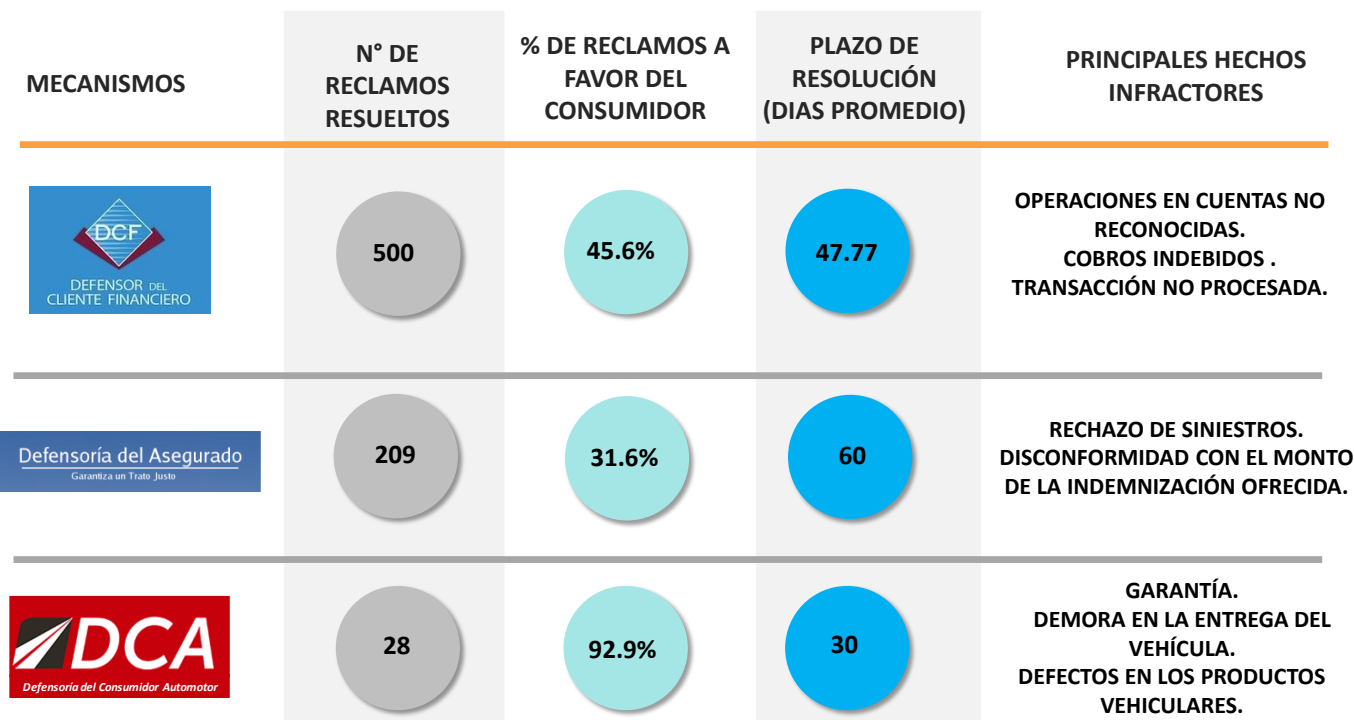 MECANISMOS
N° DE
RECLAMOS
RESUELTOS
% DE RECLAMOS A
FAVOR DEL
CONSUMIDOR
PLAZO DE
RESOLUCIÓN
(DIAS PROMEDIO)
PRINCIPALES HECHOS
INFRACTORES
DCF
DEFENSOR DEL
CLIENTE FINANCIERO
500
45.6%
47.77
OPERACIONES EN CUENTAS NO
RECONOCIDAS.
COBROS INDEBIDOS .
TRANSACCIÓN NO PROCESADA.
Defensoría del Asegurado
Garantiza un Trato Justo
209
31.6%
60
RECHAZO DE SINIESTROS.
DISCONFORMIDAD CON EL MONTO
DE LA INDEMNIZACIÓN OFRECIDA.
DCA
Defensoría del Consumidor Automotor
28
92.9%
30
GARANTÍA.
DEMORA EN LA ENTREGA DEL
VEHÍCULA.
DEFECTOS EN LOS PRODUCTOS
VEHICULARES.